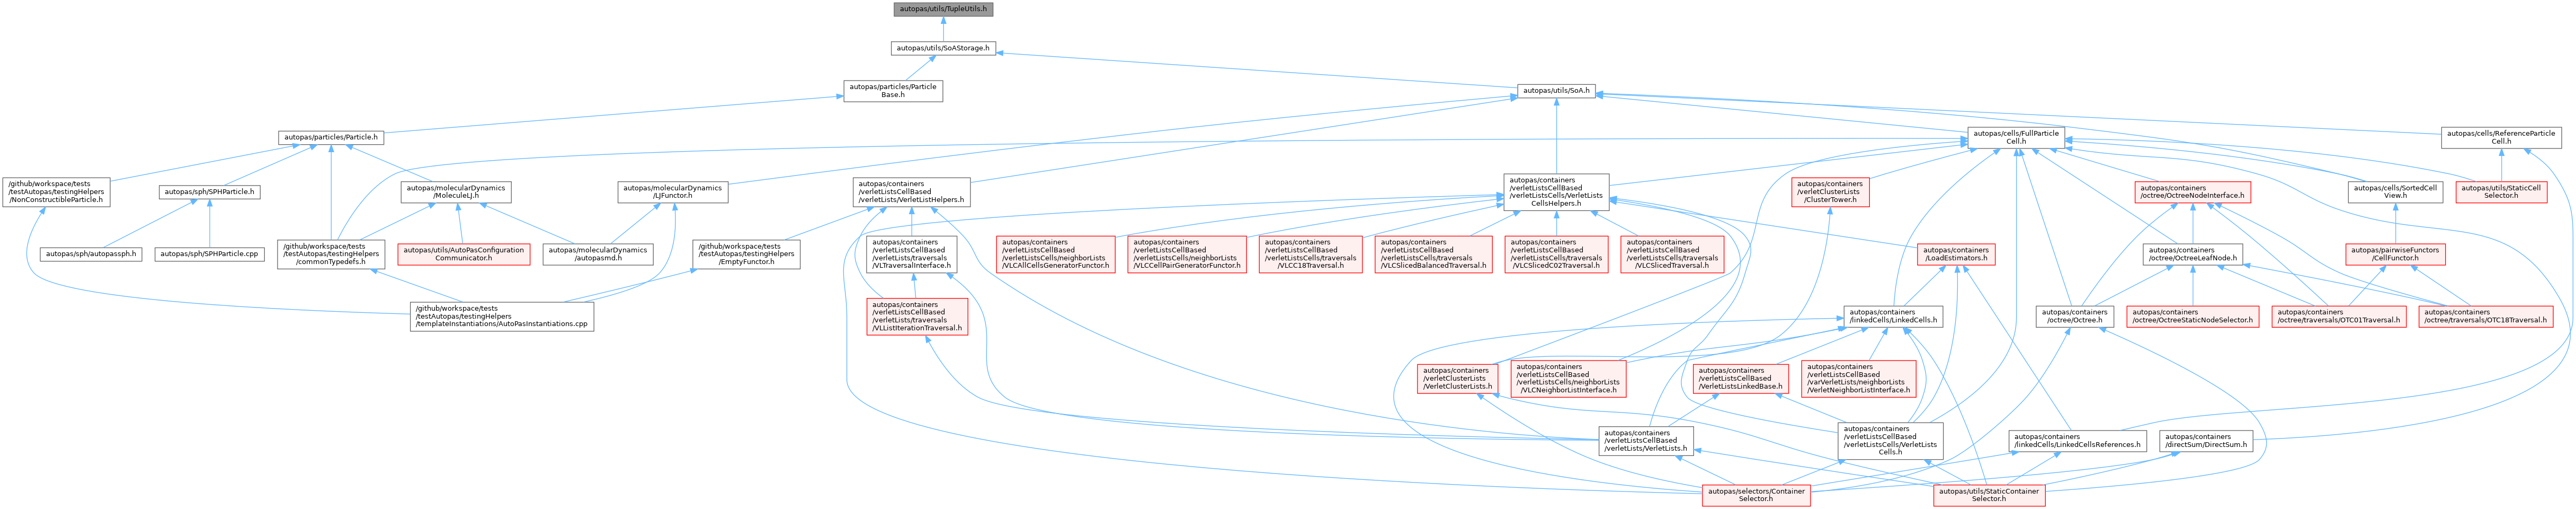 autopas/utils/TupleUtils.h
autopas/utils/SoAStorage.h
autopas/particles/Particle
Base.h
autopas/utils/SoA.h
autopas/particles/Particle.h
autopas/cells/FullParticle
Cell.h
autopas/cells/ReferenceParticle
Cell.h
/github/workspace/tests
/testAutopas/testingHelpers
/NonConstructibleParticle.h
autopas/sph/SPHParticle.h
autopas/molecularDynamics
/MoleculeLJ.h
autopas/molecularDynamics
/LJFunctor.h
autopas/containers
/verletListsCellBased
/verletLists/VerletListHelpers.h
autopas/containers
/verletListsCellBased
/verletListsCells/VerletLists
CellsHelpers.h
autopas/containers
/verletClusterLists
/ClusterTower.h
autopas/containers
/octree/OctreeNodeInterface.h
autopas/cells/SortedCell
View.h
autopas/utils/StaticCell
Selector.h
autopas/sph/autopassph.h
autopas/sph/SPHParticle.cpp
/github/workspace/tests
/testAutopas/testingHelpers
/commonTypedefs.h
autopas/utils/AutoPasConfiguration
Communicator.h
autopas/molecularDynamics
/autopasmd.h
/github/workspace/tests
/testAutopas/testingHelpers
/EmptyFunctor.h
autopas/containers
/verletListsCellBased
/verletLists/traversals
/VLTraversalInterface.h
autopas/containers
/verletListsCellBased
/verletListsCells/neighborLists
/VLCAllCellsGeneratorFunctor.h
autopas/containers
/verletListsCellBased
/verletListsCells/neighborLists
/VLCCellPairGeneratorFunctor.h
autopas/containers
/verletListsCellBased
/verletListsCells/traversals
/VLCC18Traversal.h
autopas/containers
/verletListsCellBased
/verletListsCells/traversals
/VLCSlicedBalancedTraversal.h
autopas/containers
/verletListsCellBased
/verletListsCells/traversals
/VLCSlicedC02Traversal.h
autopas/containers
/verletListsCellBased
/verletListsCells/traversals
/VLCSlicedTraversal.h
autopas/containers
/LoadEstimators.h
autopas/containers
/octree/OctreeLeafNode.h
autopas/pairwiseFunctors
/CellFunctor.h
/github/workspace/tests
/testAutopas/testingHelpers
/templateInstantiations/AutoPasInstantiations.cpp
autopas/containers
/verletListsCellBased
/verletLists/traversals
/VLListIterationTraversal.h
autopas/containers
/linkedCells/LinkedCells.h
autopas/containers
/octree/Octree.h
autopas/containers
/octree/OctreeStaticNodeSelector.h
autopas/containers
/octree/traversals/OTC01Traversal.h
autopas/containers
/octree/traversals/OTC18Traversal.h
autopas/containers
/verletClusterLists
/VerletClusterLists.h
autopas/containers
/verletListsCellBased
/verletListsCells/neighborLists
/VLCNeighborListInterface.h
autopas/containers
/verletListsCellBased
/VerletListsLinkedBase.h
autopas/containers
/verletListsCellBased
/varVerletLists/neighborLists
/VerletNeighborListInterface.h
autopas/containers
/verletListsCellBased
/verletLists/VerletLists.h
autopas/containers
/verletListsCellBased
/verletListsCells/VerletLists
Cells.h
autopas/containers
/linkedCells/LinkedCellsReferences.h
autopas/containers
/directSum/DirectSum.h
autopas/selectors/Container
Selector.h
autopas/utils/StaticContainer
Selector.h